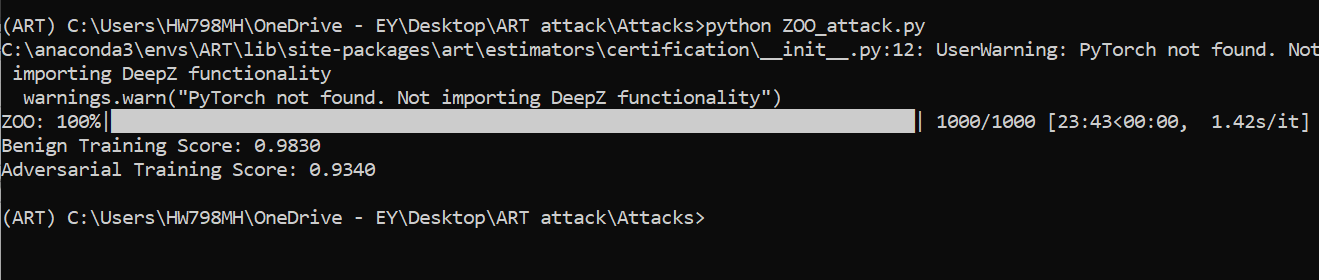 (ART) C:\Users\HW798MH\OneDrive - EY\Desktop\ART attack\Attacks>python ZOO_attack.py
C:\anaconda3\envs\ART\lib\site-packages\art\estimators\certification\__init__.py:12: UserWarning: PyTorch not found. Not
 importing DeepZ functionality
  warnings.warn("PyTorch not found. Not importing DeepZ functionality")
ZOO: 100%|██████████████████████████████████████████████████████████████████| 1000/1000 [23:43<00:00,  1.42s/it]
Benign Training Score: 0.9830
Adversarial Training Score: 0.9340
(ART) C:\Users\HW798MH\OneDrive - EY\Desktop\ART attack\Attacks>